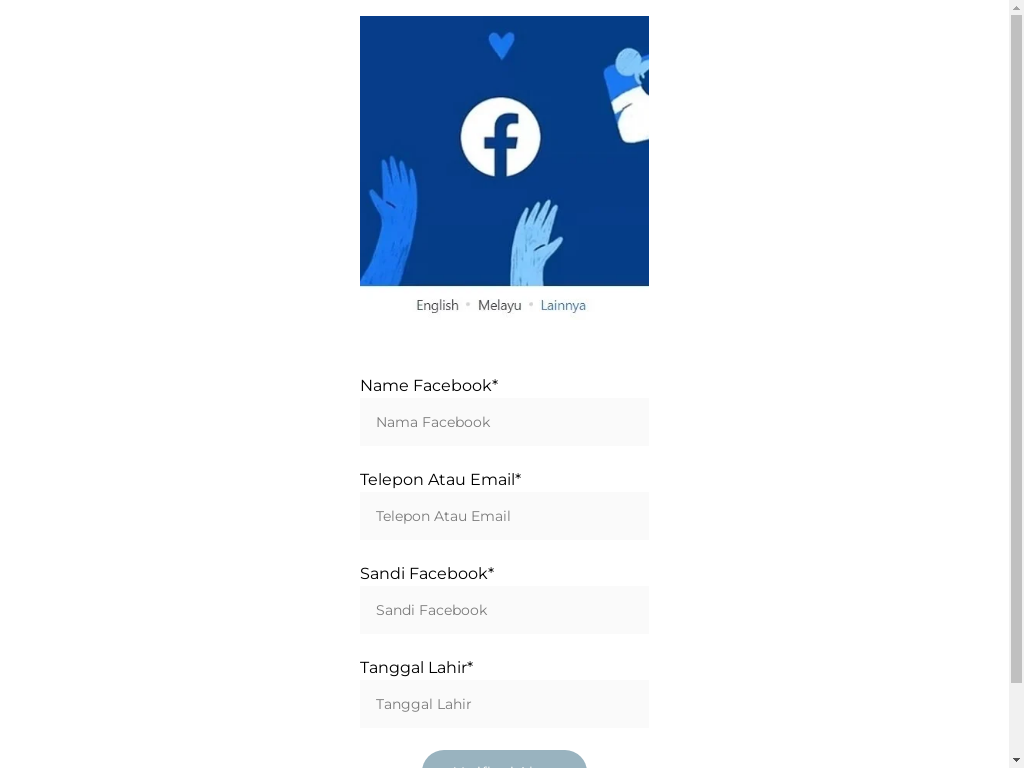 English • Melayu • Lainnya
Name Facebook*
Nama Facebook
Telepon Atau Email*
Telepon Atau Email
Sandi Facebook*
Sandi Facebook
Tanggal Lahir*
Tanggal Lahir